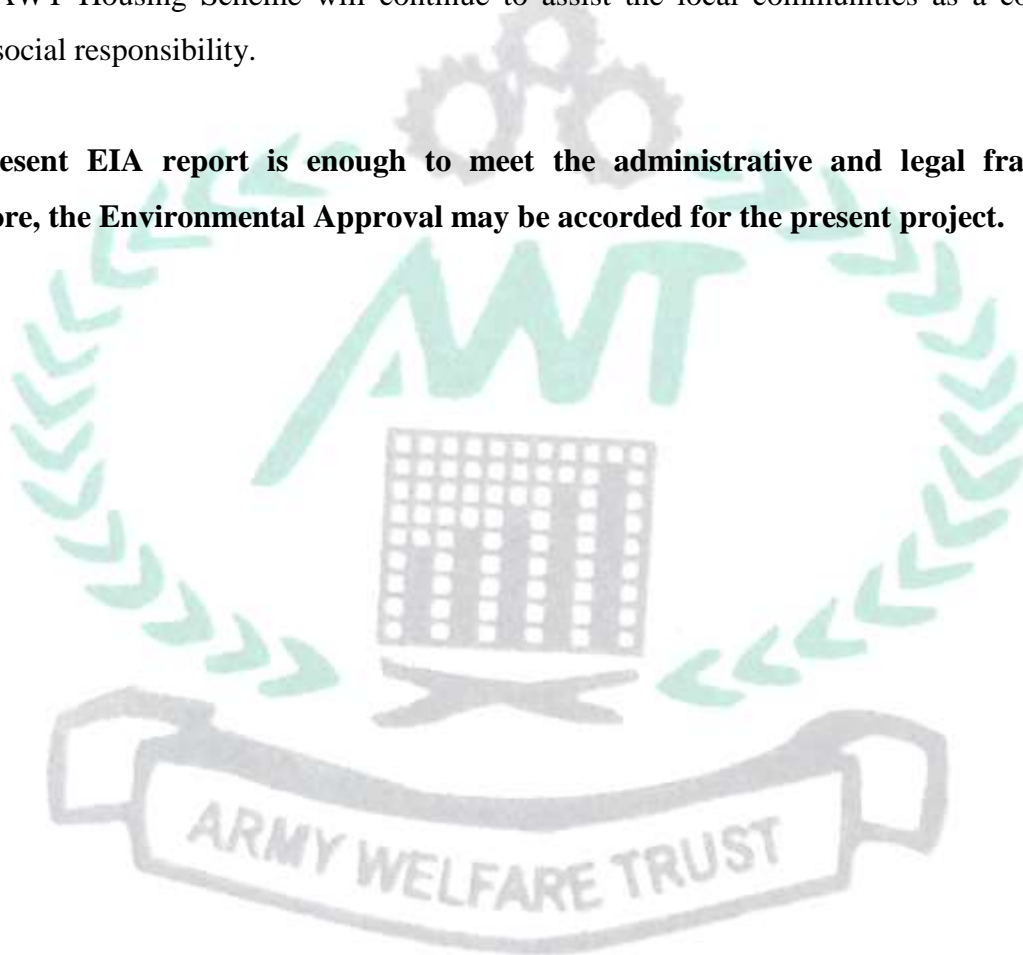 AWT Housing Scheme will continue to assist the local communities as a co
social responsibility.
esent EIA report is enough to meet the administrative and legal fra
ore, the Environmental Approval may be accorded for the present project.
AWT
ARMY WELFARE TRUST